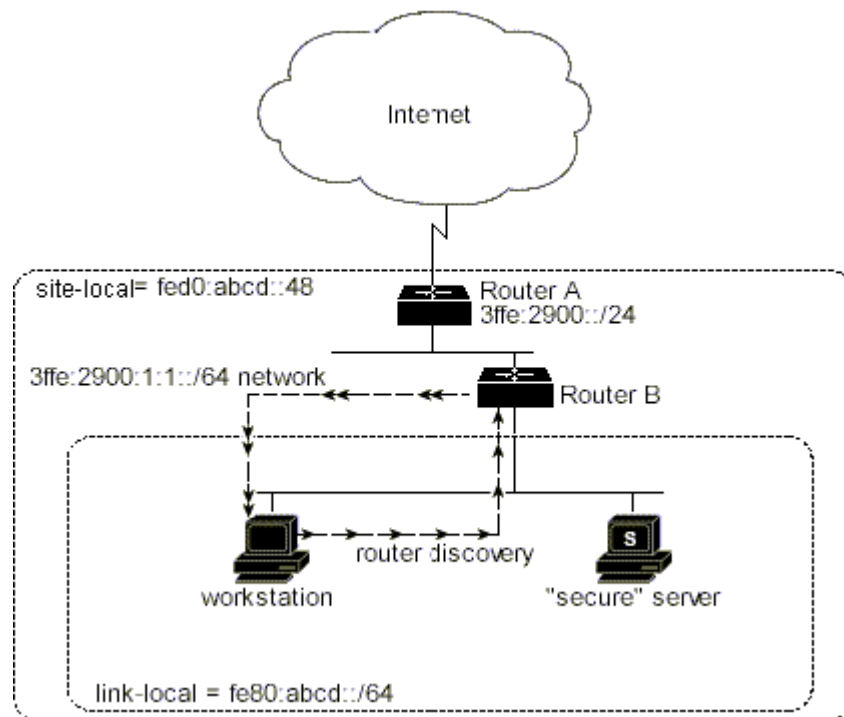 Internet
site-local= fed0:abcd::48
Router A
3ffe:2900::/24
3ffe:2900:1:1::/64 network
Router B
S
router discovery
workstation
"secure" server
link-local = fe80:abcd::/64